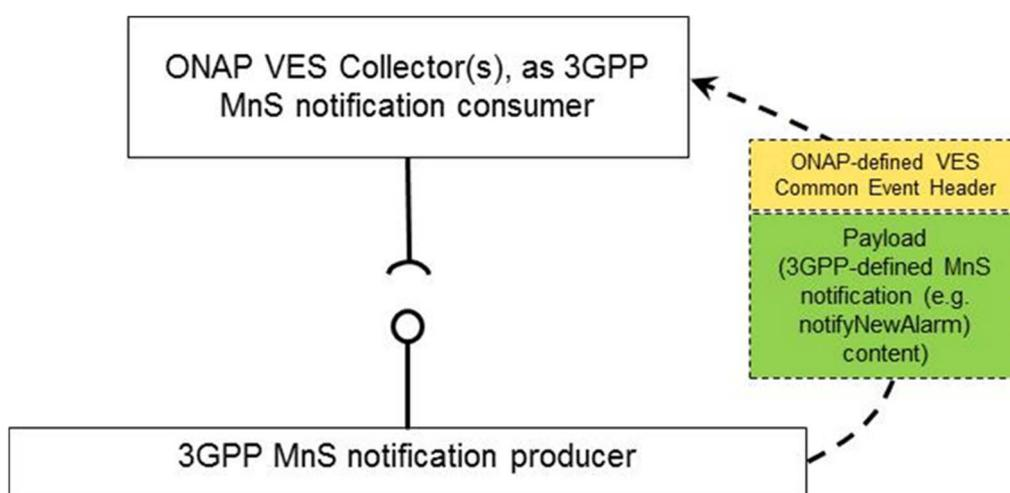 ONAP VES Collector(s), as 3GPP
MnS notification consumer
ONAP-defined VES
Common Event Header
Payload
(3GPP-defined MnS
notification (e.g.
notifyNewAlarm)
content)
3GPP MnS notification producer